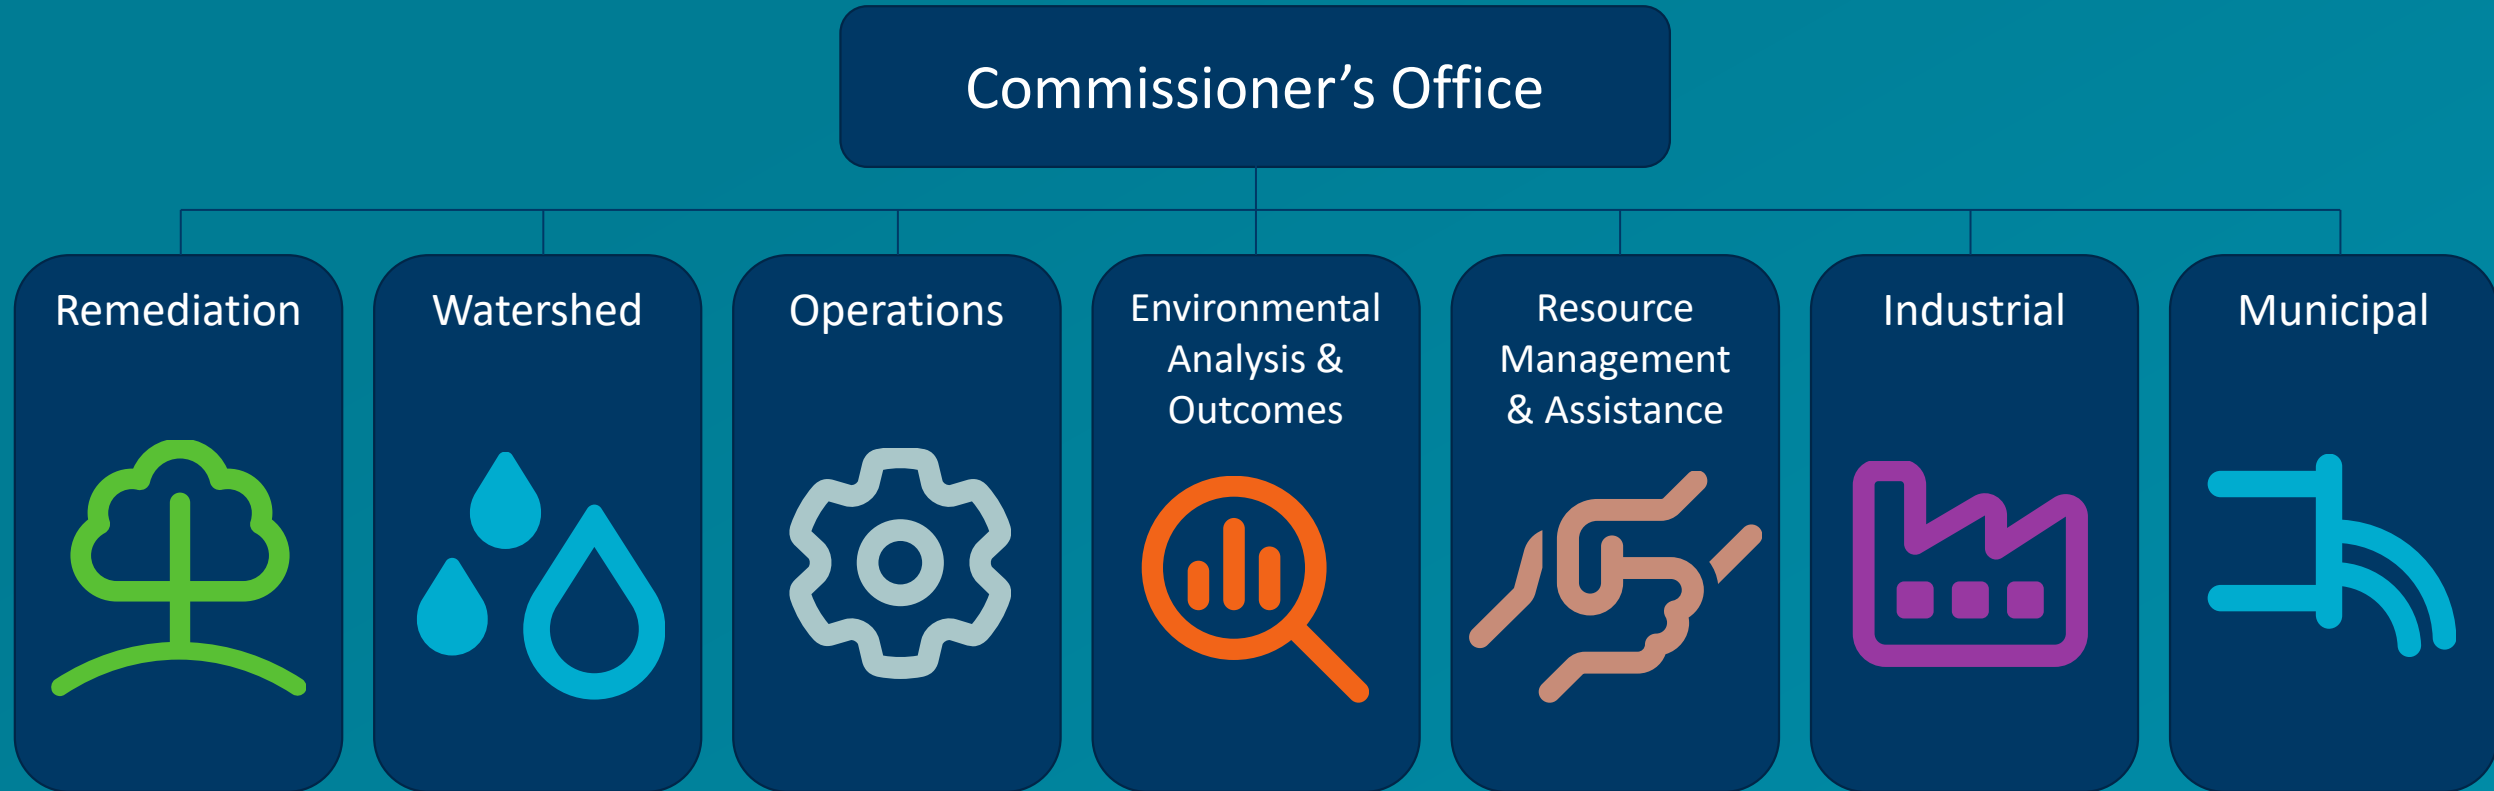 Commissioner’s Office
Remediation
Watershed
Operations
Environmental
Analysis &
Outcomes
Resource
Management
& Assistance
Industrial
Municipal